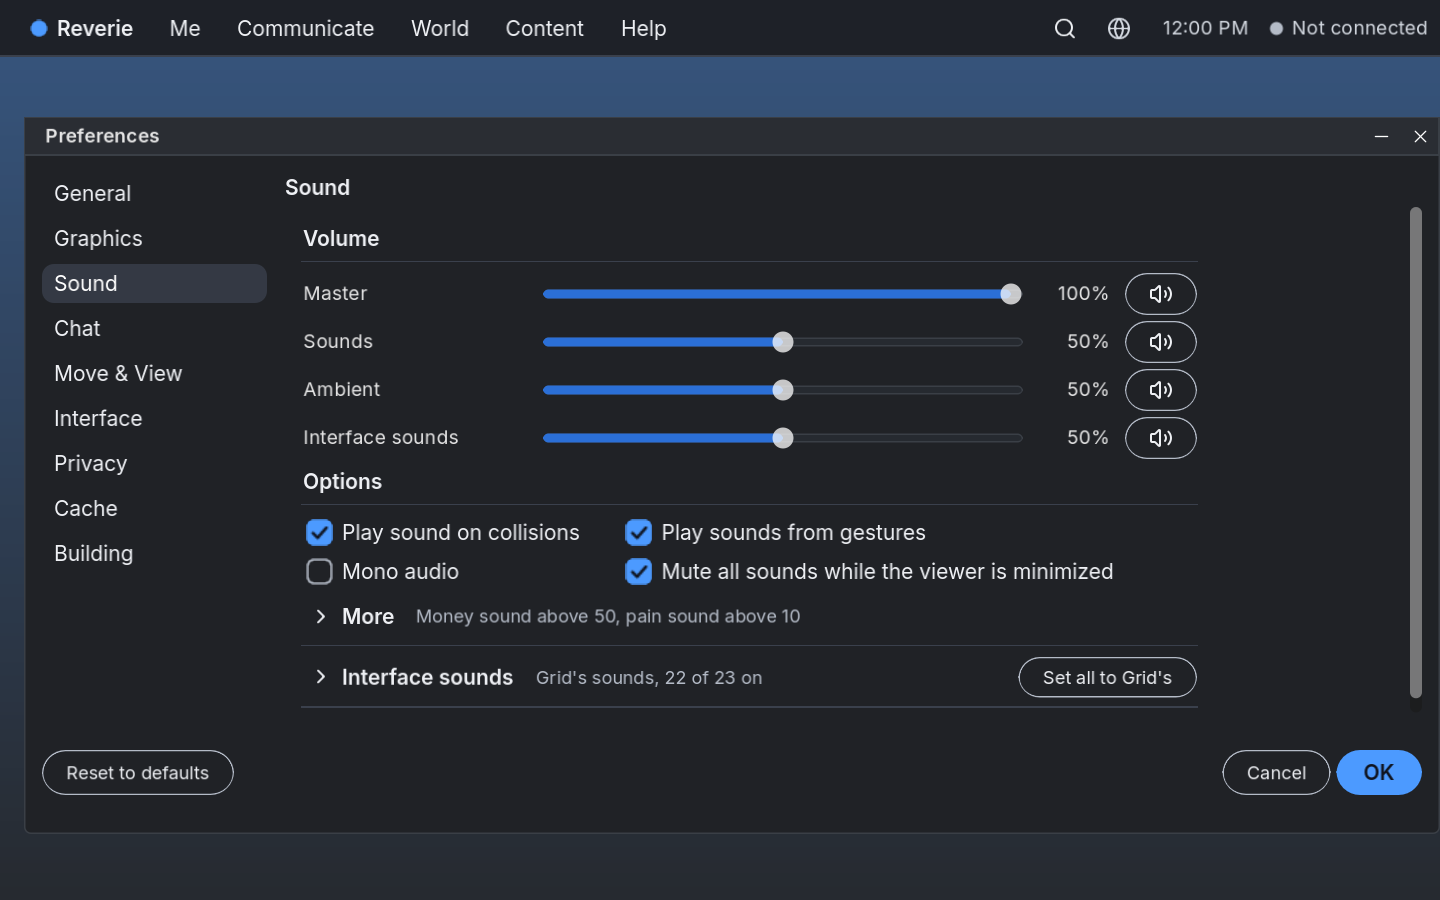 Reverie Me Communicate World Content Help 12:00 PM Not connected
Preferences
General
Graphics
Sound
Chat
Move & View
Interface
Privacy
Cache
Building
Sound
Volume
Master 100%
Sounds 50%
Ambient 50%
Interface sounds 50%
Options
Play sound on collisions Play sounds from gestures
Mono audio Mute all sounds while the viewer is minimized
More Money sound above 50, pain sound above 10
Interface sounds Grid's sounds, 22 of 23 on Set all to Grid's
Reset to defaults Cancel OK